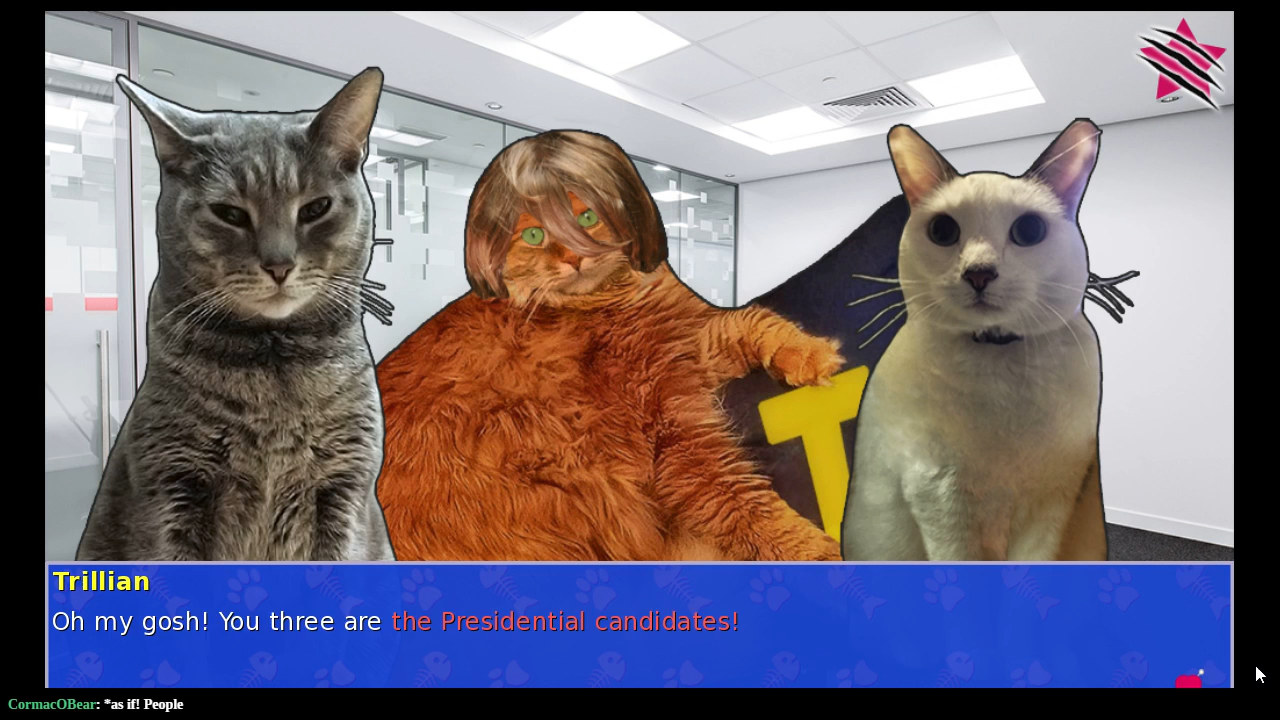 T
Trillian
Oh my gosh! You three are the Presidential candidates!
CormacOBear: *as if! People